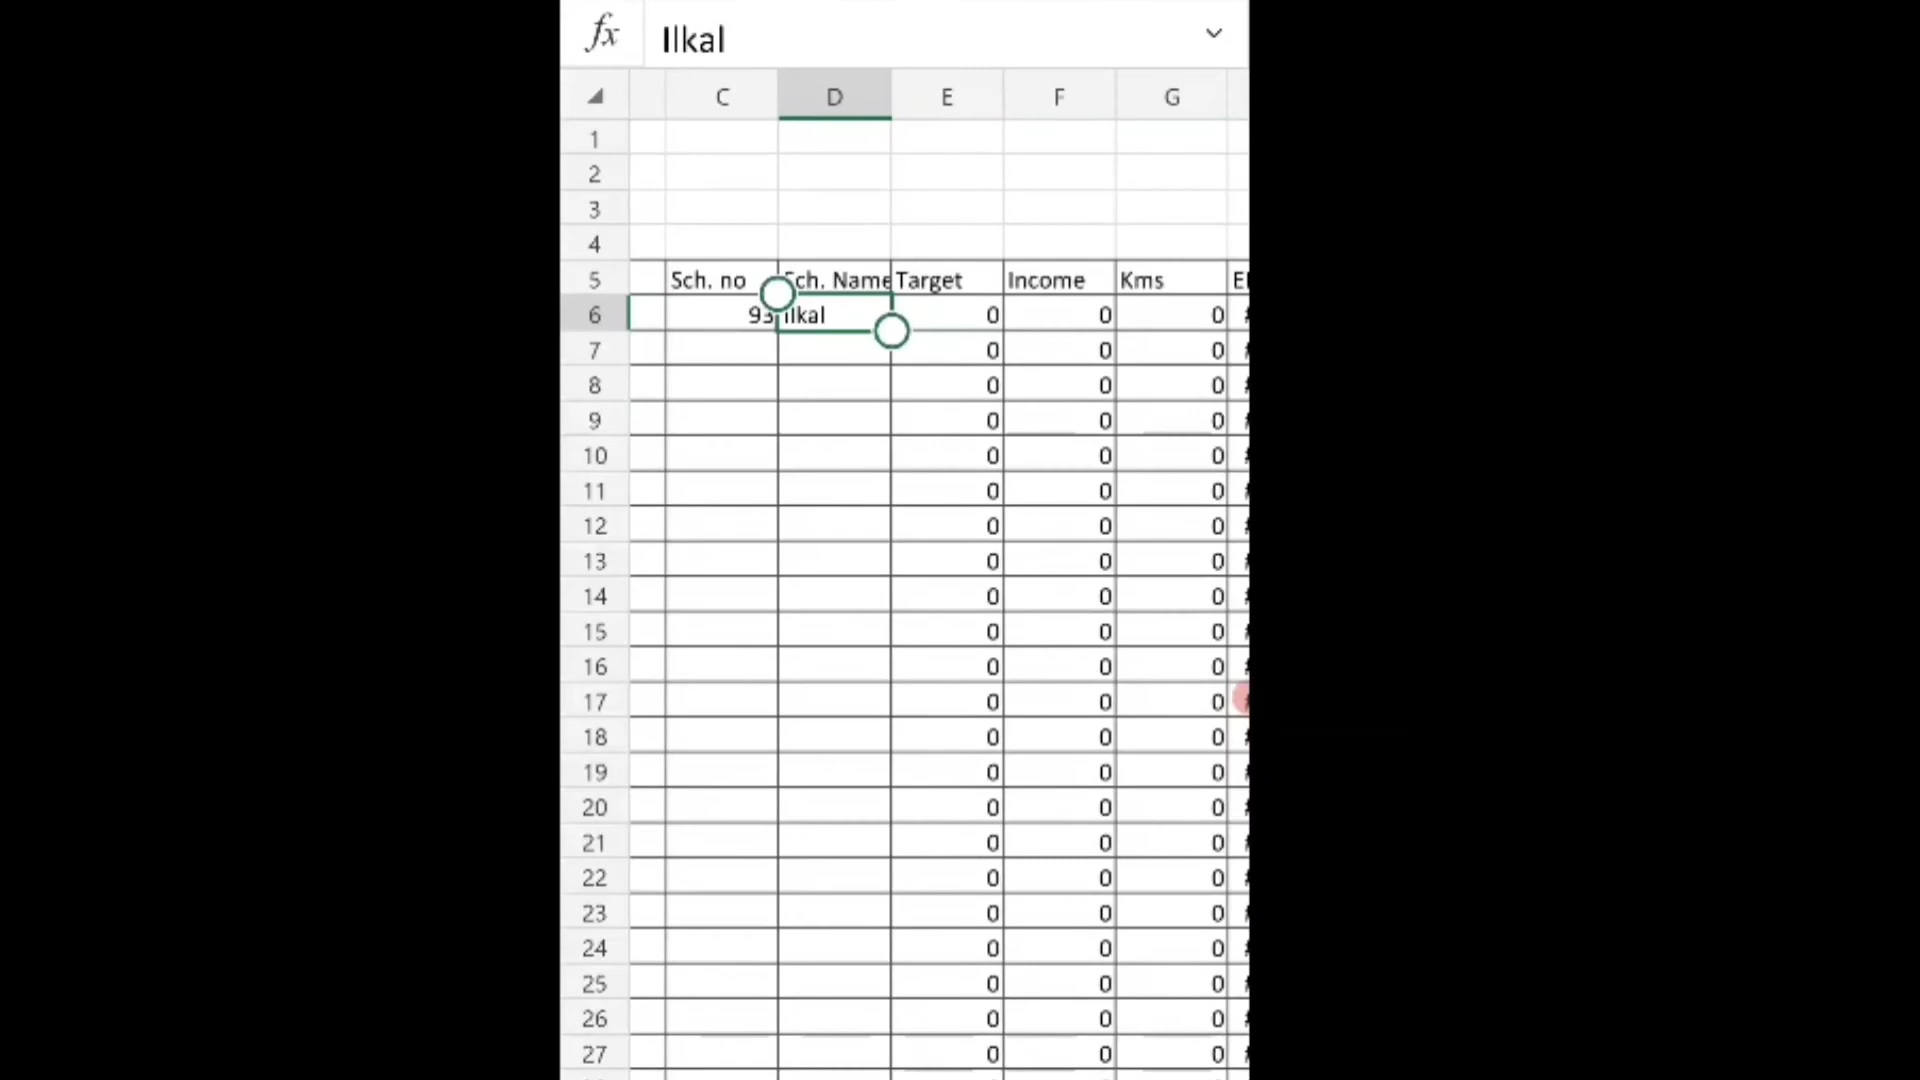 fx Ilkal
C D E F G
1
2
3
4
5 Sch. no Sch. Name Target Income Kms
6 93 Ilkal 0 0 0 #
7 0 0 0 #
8 0 0 0 #
9 0 0 0 #
10 0 0 0 #
11 0 0 0 #
12 0 0 0 #
13 0 0 0 #
14 0 0 0 #
15 0 0 0 #
16 0 0 0 #
17 0 0 0 #
18 0 0 0 #
19 0 0 0 #
20 0 0 0 #
21 0 0 0 #
22 0 0 0 #
23 0 0 0 #
24 0 0 0 #
25 0 0 0 #
26 0 0 0 #
27 0 0 0